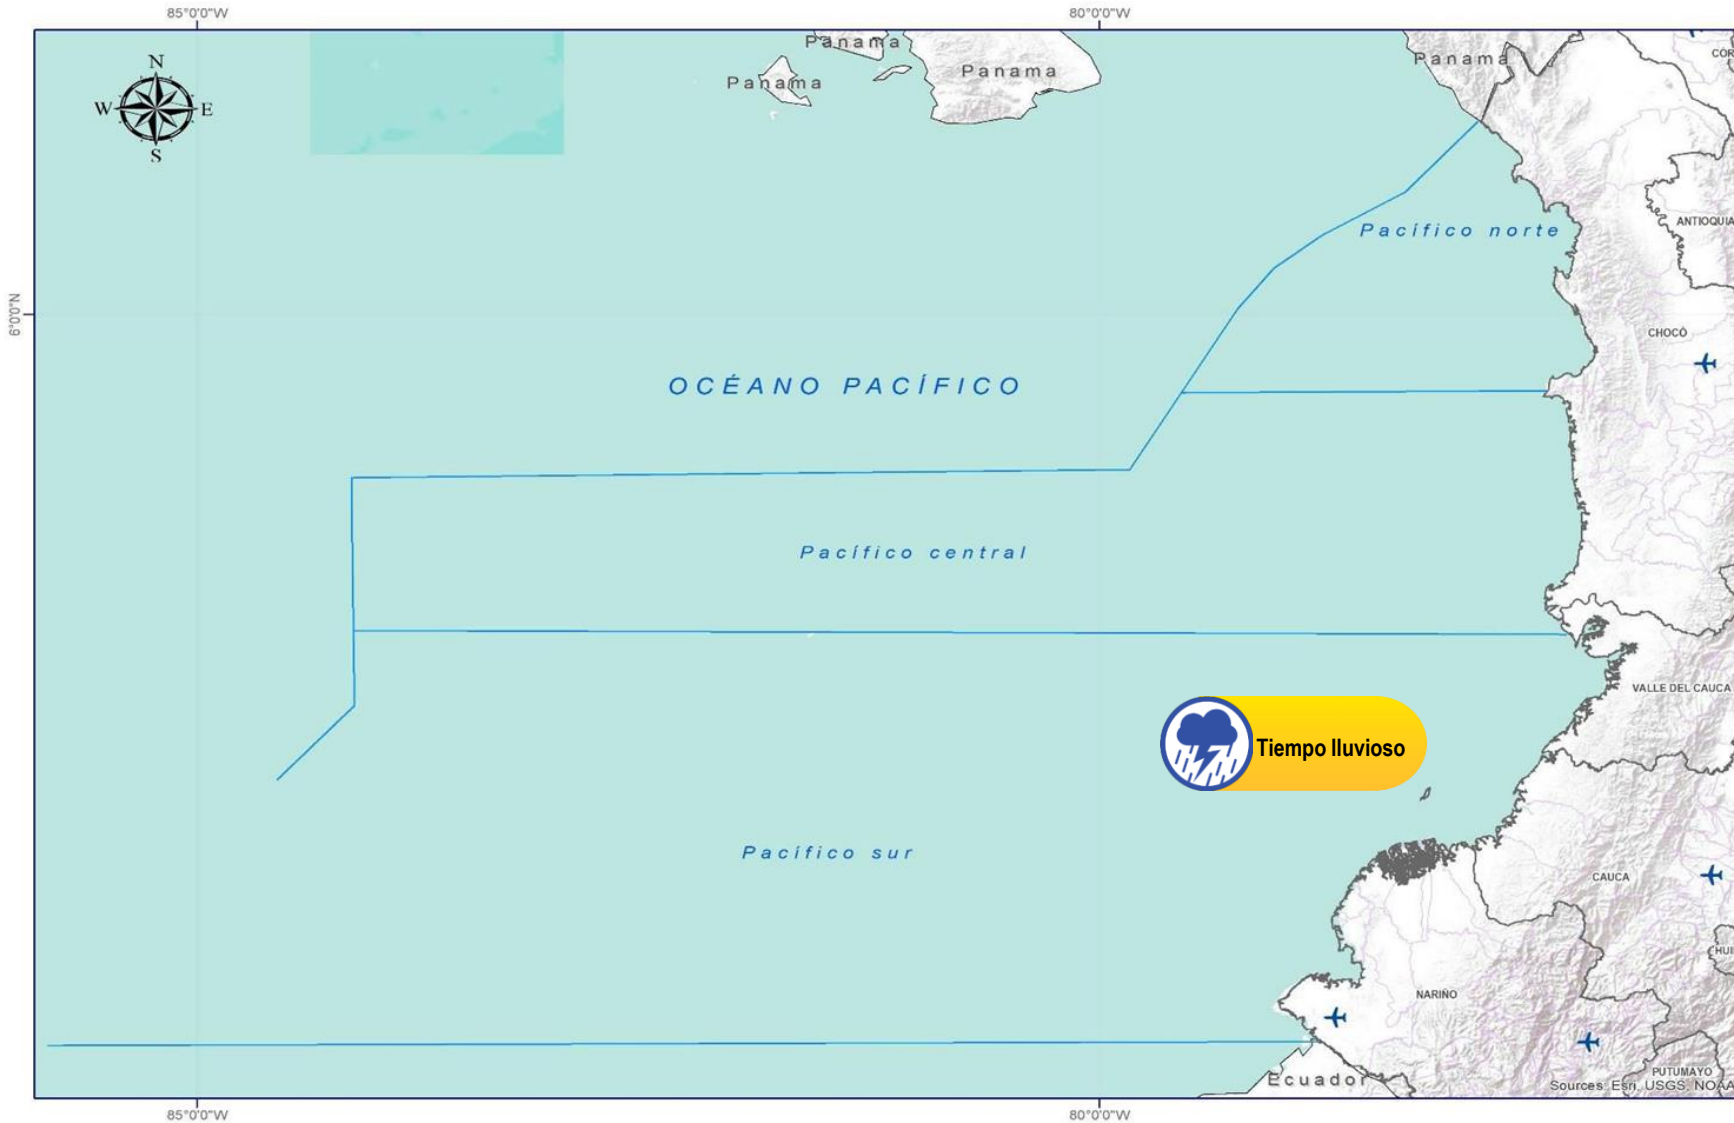 85°0'0"W
80°0'0"W
N
W
E
S
Panama
Panama
Panama
Panama
CÓR
ANTIOQUIA
Pacífico norte
6°0'0"N
CHOCÓ
OCÉANO PACÍFICO
Pacífico central
VALLE DEL CAUCA
Tiempo lluvioso
Pacífico sur
CAUCA
HUI
NARIÑO
Ecuador
PUTUMAYO
Sources: Esri, USGS, NOAA
85°0'0"W
80°0'0"W